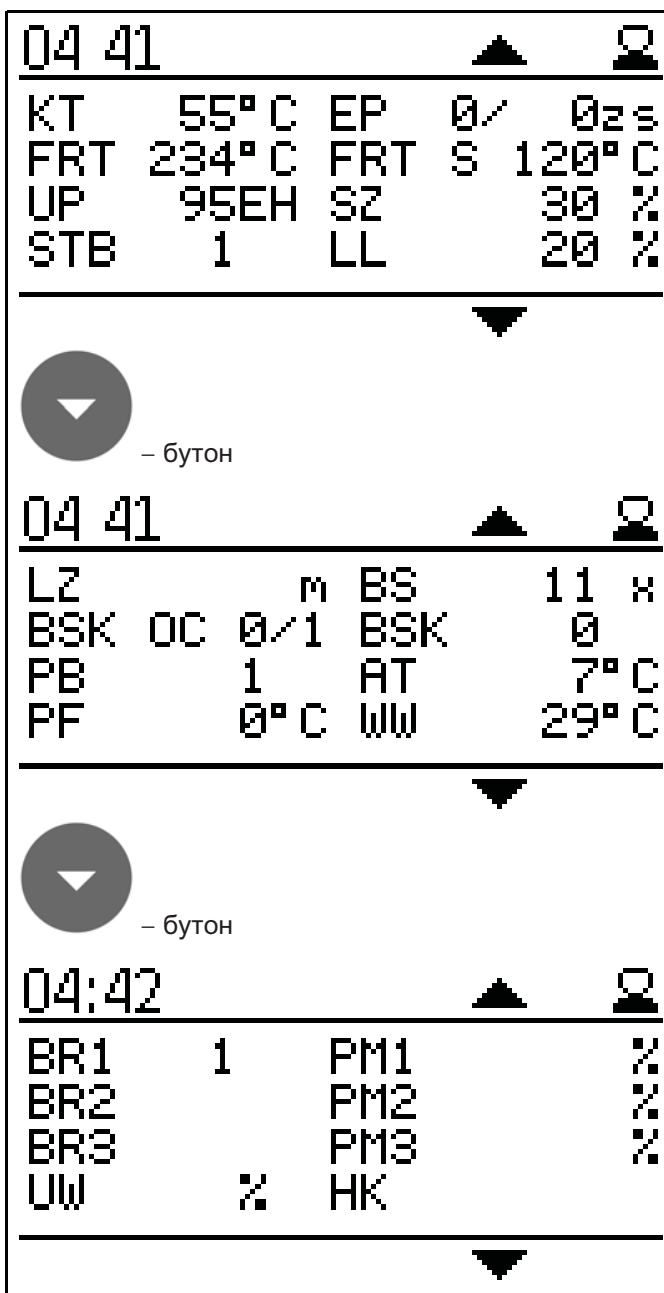 04 41
KT 55°C EP 0/ 0zs
FRT 234°C FRT S 120°C
UP 95EH SZ 30 %
STB 1 LL 20 %
– бутон
04 41
LZ m BS 11 x
BSK OC 0/1 BSK 0
PB 1 AT 7°C
PF 0°C WW 29°C
– бутон
04:42
BR1 1 PM1 %
BR2 PM2 %
BR3 PM3 %
UW % HK